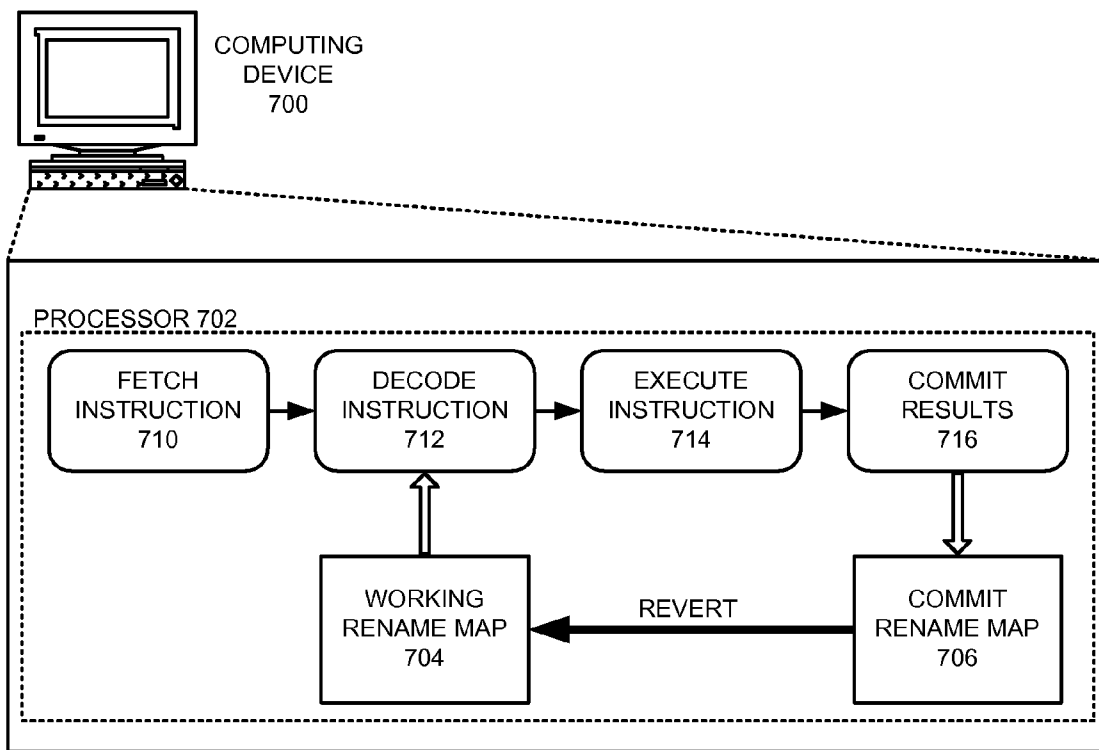 COMPUTING
DEVICE
700
PROCESSOR 702
FETCH
INSTRUCTION
710
DECODE
INSTRUCTION
712
EXECUTE
INSTRUCTION
714
COMMIT
RESULTS
716
WORKING
RENAME MAP
704
REVERT
COMMIT
RENAME MAP
706